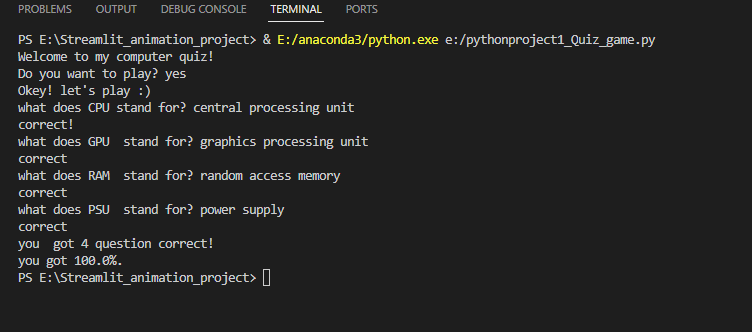 PROBLEMS OUTPUT DEBUG CONSOLE TERMINAL PORTS
PS E:\Streamlit_animation_project> & E:/anaconda3/python.exe e:/pythonproject1_Quiz_game.py
Welcome to my computer quiz!
Do you want to play? yes
Okey! let's play :)
what does CPU stand for? central processing unit
correct!
what does GPU  stand for? graphics processing unit
correct
what does RAM  stand for? random access memory
correct
what does PSU  stand for? power supply
correct
you  got 4 question correct!
you got 100.0%.
PS E:\Streamlit_animation_project>